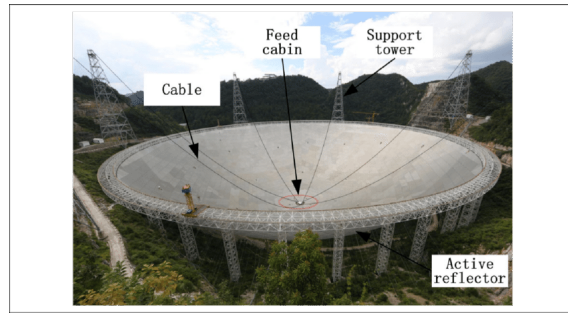 Feed
cabin
Support
tower
Cable
Active
reflector